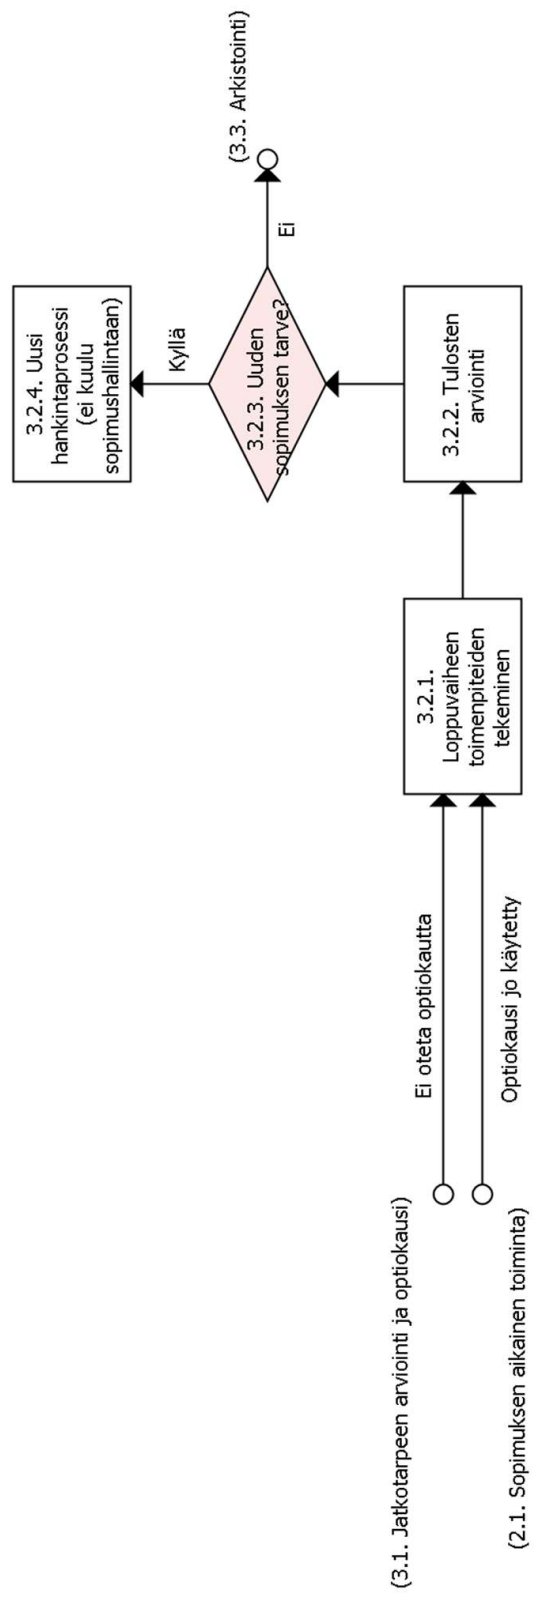 (3.1. Jatkotarpeen arviointi ja optiokausi)
Ei oteta optiokautta
(2.1. Sopimuksen aikainen toiminta)
Optiokausi jo käytetty
3.2.1.
Loppuvaiheen
toimenpiteiden
tekeminen
3.2.2. Tulosten
arviointi
3.2.3. Uuden
sopimuksen tarve?
Kyllä
3.2.4. Uusi
hankintaprosessi
(ei kuulu
sopimushallintaan)
Ei
(3.3. Arkistointi)